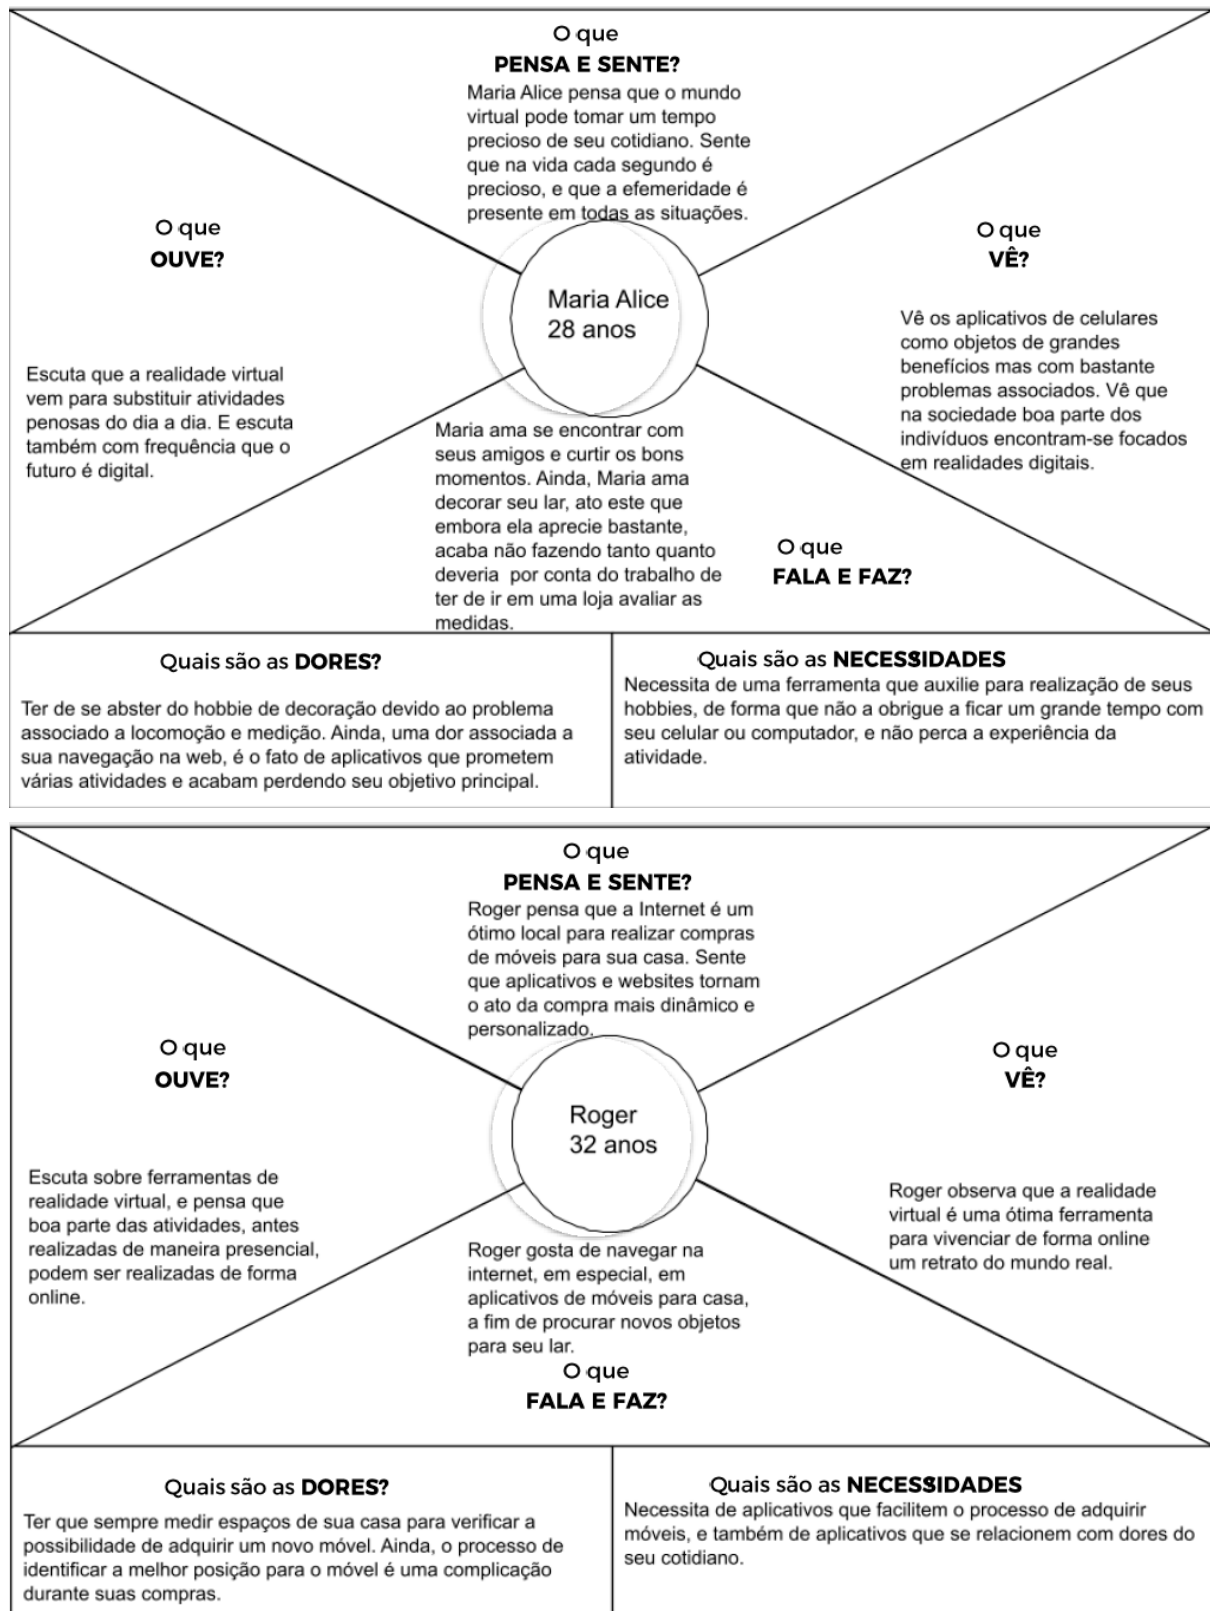 O que
PENSA E SENTE?
Maria Alice pensa que o mundo
virtual pode tomar um tempo
precioso de seu cotidiano. Sente
que na vida cada segundo é
precioso, e que a efemeridade é
presente em todas as situações.
O que
OUVE?
Escuta que a realidade virtual
vem para substituir atividades
penosas do dia a dia. E escuta
também com frequência que o
futuro é digital.
Maria Alice
28 anos
O que
VÊ?
Vê os aplicativos de celulares
como objetos de grandes
benefícios mas com bastante
problemas associados. Vê que
na sociedade boa parte dos
indivíduos encontram-se focados
em realidades digitais.
Maria ama se encontrar com
seus amigos e curtir os bons
momentos. Ainda, Maria ama
decorar seu lar, ato este que
embora ela aprecie bastante,
acaba não fazendo tanto quanto
deveria por conta do trabalho de
ter de ir em uma loja avaliar as
medidas.
O que
FALA E FAZ?
Quais são as DORES?
Ter de se abster do hobbie de decoração devido ao problema
associado a locomoção e medição. Ainda, uma dor associada a
sua navegação na web, é o fato de aplicativos que prometem
várias atividades e acabam perdendo seu objetivo principal.
Quais são as NECESSIDADES
Necessita de uma ferramenta que auxilie para realização de seus
hobbies, de forma que não a obrigue a ficar um grande tempo com
seu celular ou computador, e não perca a experiência da
atividade.
O que
PENSA E SENTE?
Roger pensa que a Internet é um
ótimo local para realizar compras
de móveis para sua casa. Sente
que aplicativos e websites tornam
o ato da compra mais dinâmico e
personalizado.
O que
OUVE?
Escuta sobre ferramentas de
realidade virtual, e pensa que
boa parte das atividades, antes
realizadas de maneira presencial,
podem ser realizadas de forma
online.
Roger
32 anos
O que
VÊ?
Roger observa que a realidade
virtual é uma ótima ferramenta
para vivenciar de forma online
um retrato do mundo real.
Roger gosta de navegar na
internet, em especial, em
aplicativos de móveis para casa,
a fim de procurar novos objetos
para seu lar.
O que
FALA E FAZ?
Quais são as DORES?
Ter que sempre medir espaços de sua casa para verificar a
possibilidade de adquirir um novo móvel. Ainda, o processo de
identificar a melhor posição para o móvel é uma complicação
durante suas compras.
Quais são as NECESSIDADES
Necessita de aplicativos que facilitem o processo de adquirir
móveis, e também de aplicativos que se relacionem com dores do
seu cotidiano.